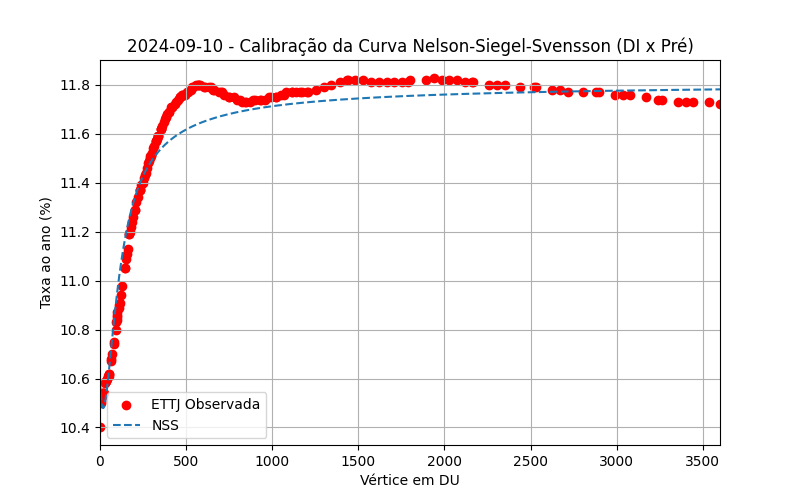 2024-09-10 - Calibração da Curva Nelson-Siegel-Svensson (DI x Pré)
Taxa ao ano (%)
11.8
11.6
11.4
11.2
11.0
10.8
10.6
10.4
ETTJ Observada
NSS
0 500 1000 1500 2000 2500 3000 3500
Vértice em DU